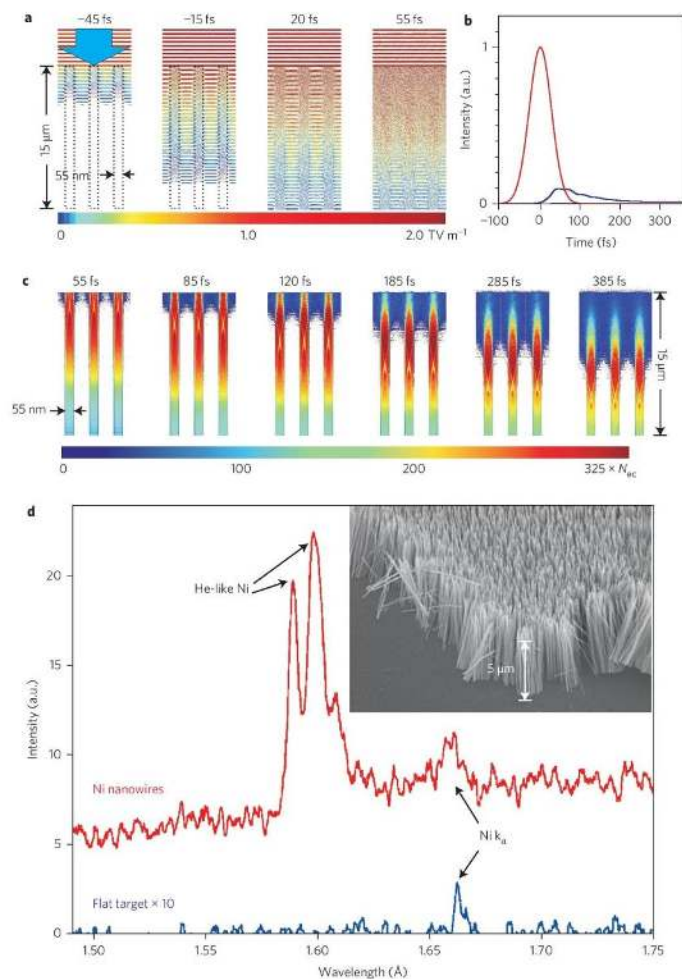 a
−45 fs
−15 fs
20 fs
55 fs
15 µm
55 nm
0
1.0
2.0 TV m⁻¹
b
Intensity (a.u.)
1
0
−100
0
100
200
300
Time (fs)
c
55 fs
85 fs
120 fs
185 fs
285 fs
385 fs
15 µm
55 nm
0
100
200
325 × Nec
d
Intensity (a.u.)
20
15
10
5
0
He-like Ni
5 µm
Ni nanowires
Ni ka
Flat target × 10
1.50
1.55
1.60
1.65
1.70
1.75
Wavelength (Å)